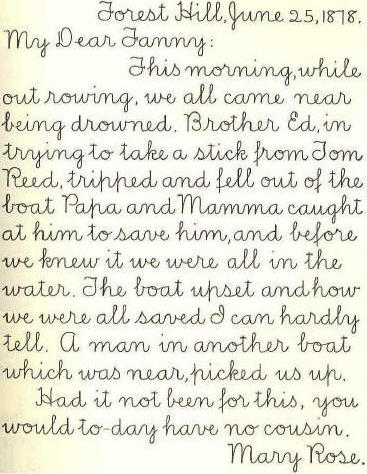 Forest Hill, June 25, 1878.
My Dear Fanny:
This morning, while
out rowing, we all came near
being drowned. Brother Ed, in
trying to take a stick from Tom
Reed, tripped and fell out of the
boat Papa and Mamma caught
at him to save him, and before
we knew it we were all in the
water. The boat upset and how
we were all saved I can hardly
tell. A man in another boat
which was near, picked us up.
Had it not been for this, you
would to-day have no cousin.
Mary Rose.